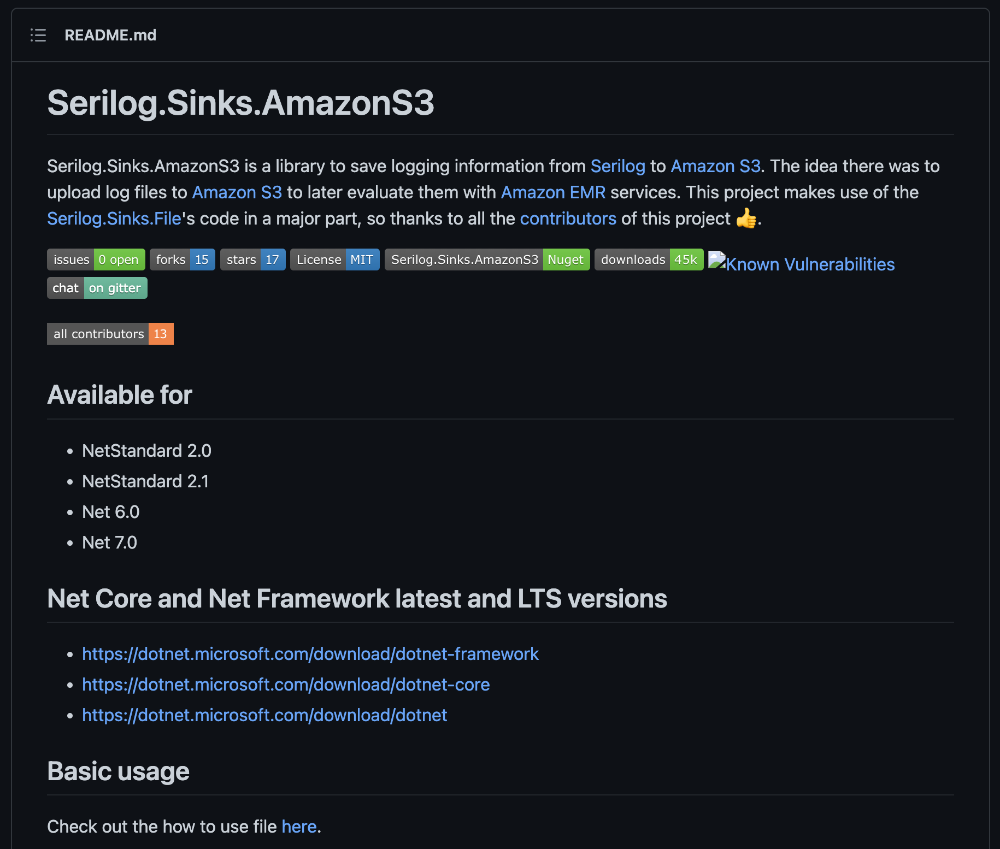 README.md
Serilog.Sinks.AmazonS3
Serilog.Sinks.AmazonS3 is a library to save logging information from Serilog to Amazon S3. The idea there was to
upload log files to Amazon S3 to later evaluate them with Amazon EMR services. This project makes use of the
Serilog.Sinks.File's code in a major part, so thanks to all the contributors of this project 👍.
issues 0 open forks 15 stars 17 License MIT Serilog.Sinks.AmazonS3 Nuget downloads 45k Known Vulnerabilities
chat on gitter
all contributors 13
Available for
• NetStandard 2.0
• NetStandard 2.1
• Net 6.0
• Net 7.0
Net Core and Net Framework latest and LTS versions
• https://dotnet.microsoft.com/download/dotnet-framework
• https://dotnet.microsoft.com/download/dotnet-core
• https://dotnet.microsoft.com/download/dotnet
Basic usage
Check out the how to use file here.